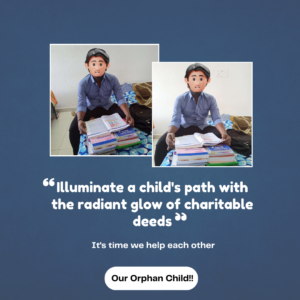 “Illuminate a child's path with
the radiant glow of charitable
deeds”
It's time we help each other
Our Orphan Child!!